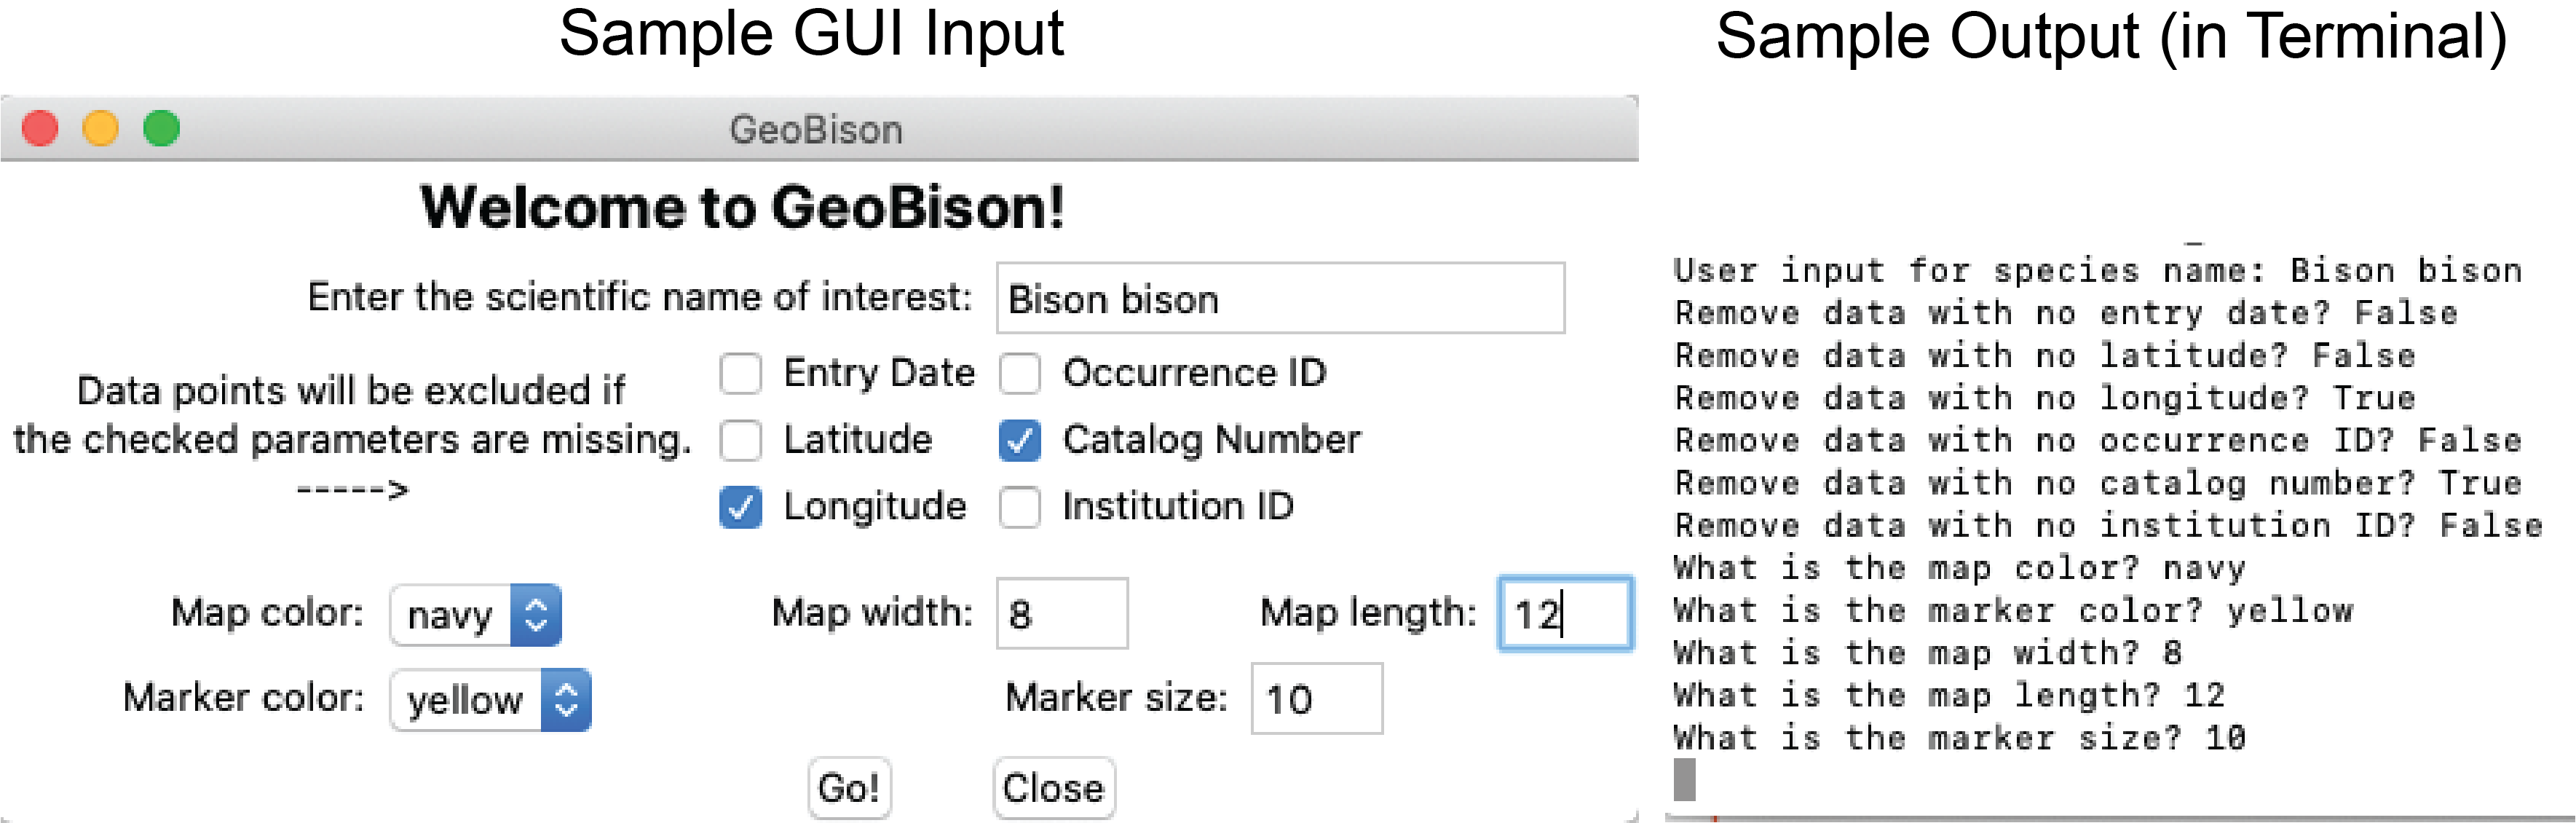 Sample GUI Input
Sample Output (in Terminal)
GeoBison
Welcome to GeoBison!
Enter the scientific name of interest: Bison bison
Data points will be excluded if
the checked parameters are missing.
----->
Entry Date Occurrence ID
Latitude Catalog Number
Longitude Institution ID
Map color: navy Map width: 8 Map length: 12
Marker color: yellow Marker size: 10
Go! Close
User input for species name: Bison bison
Remove data with no entry date? False
Remove data with no latitude? False
Remove data with no longitude? True
Remove data with no occurrence ID? False
Remove data with no catalog number? True
Remove data with no institution ID? False
What is the map color? navy
What is the marker color? yellow
What is the map width? 8
What is the map length? 12
What is the marker size? 10